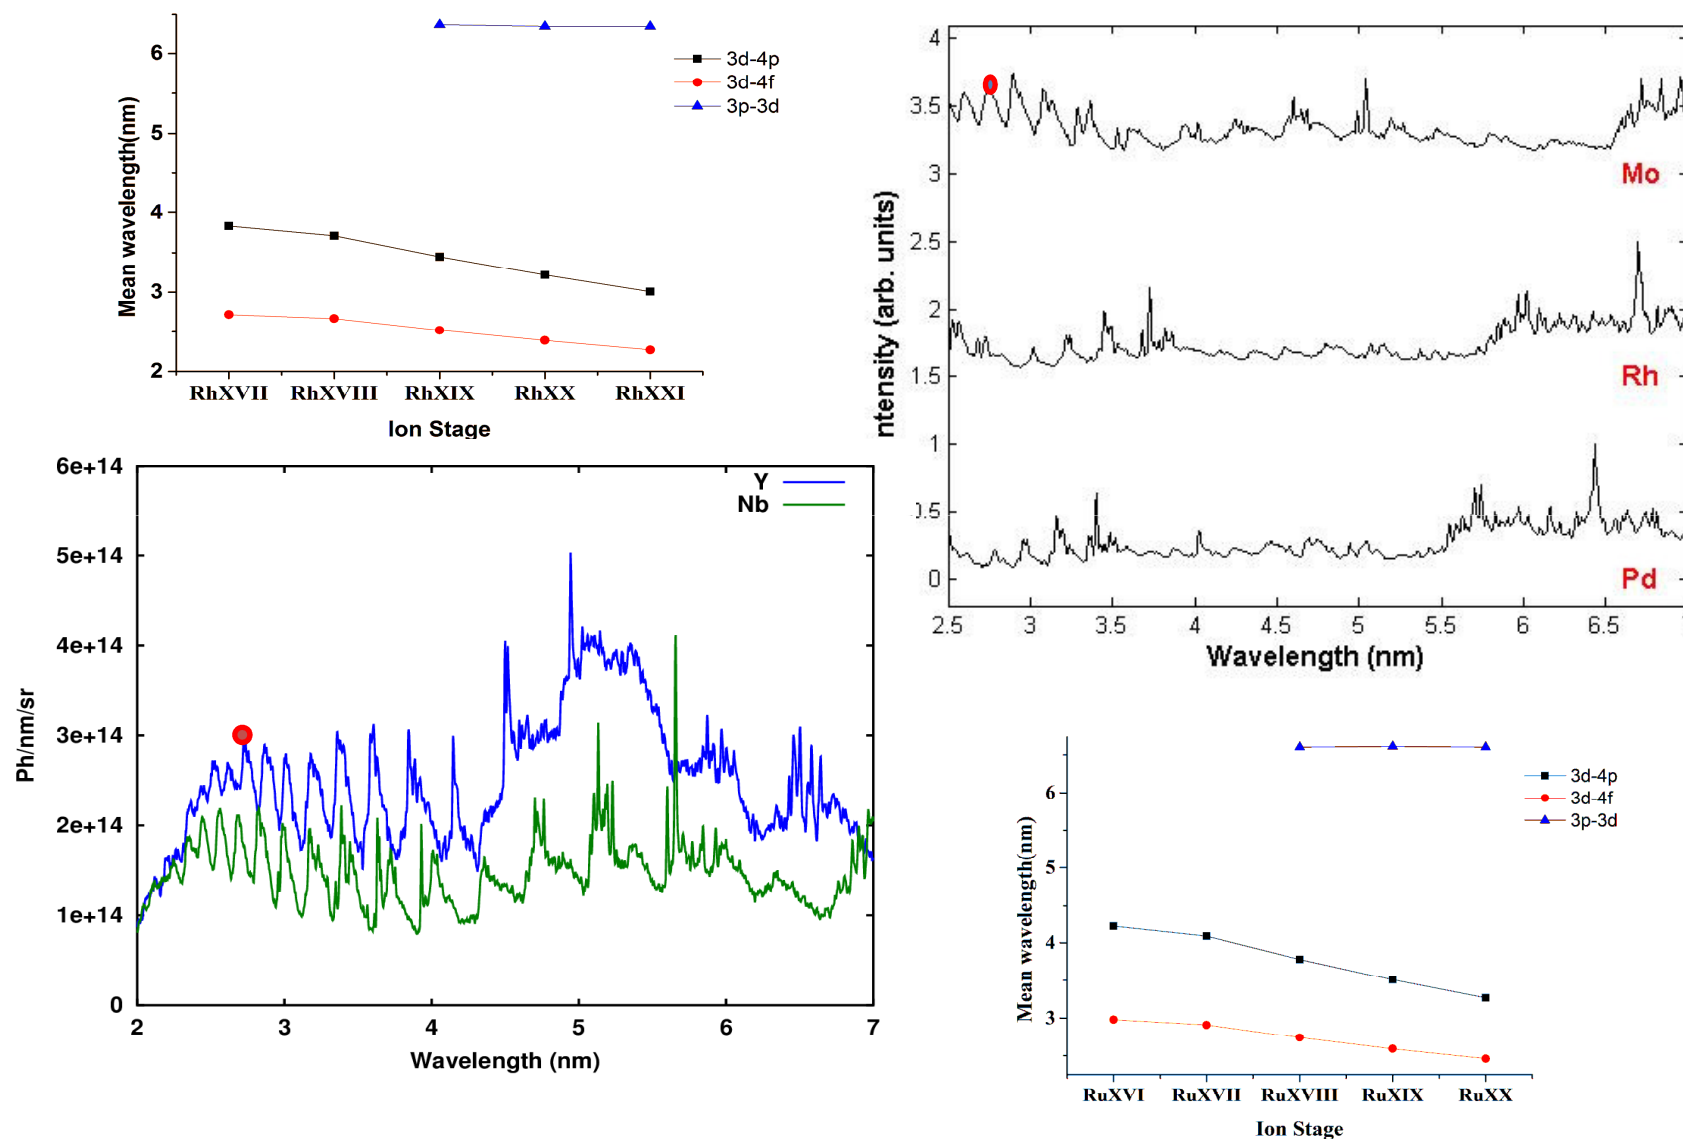 6
5
4
3
2
Mean wavelength(nm)
3d-4p
3d-4f
3p-3d
RhXVII RhXVIII RhXIX RhXX RhXXI
Ion Stage
4
3.5
3
2.5
2
1.5
1
0.5
0
ntensity (arb. units)
Mo
Rh
Pd
2.5 3 3.5 4 4.5 5 5.5 6 6.5
Wavelength (nm)
6e+14
5e+14
4e+14
3e+14
2e+14
1e+14
0
Ph/nm/sr
Y
Nb
2 3 4 5 6 7
Wavelength (nm)
6
5
4
3
Mean wavelength(nm)
3d-4p
3d-4f
3p-3d
RuXVI RuXVII RuXVIII RuXIX RuXX
Ion Stage